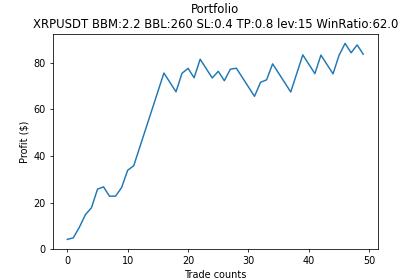 Portfolio
XRPUSDT BBM:2.2 BBL:260 SL:0.4 TP:0.8 lev:15 WinRatio:62.0
80
60
40
20
0
Profit ($)
0 10 20 30 40 50
Trade counts